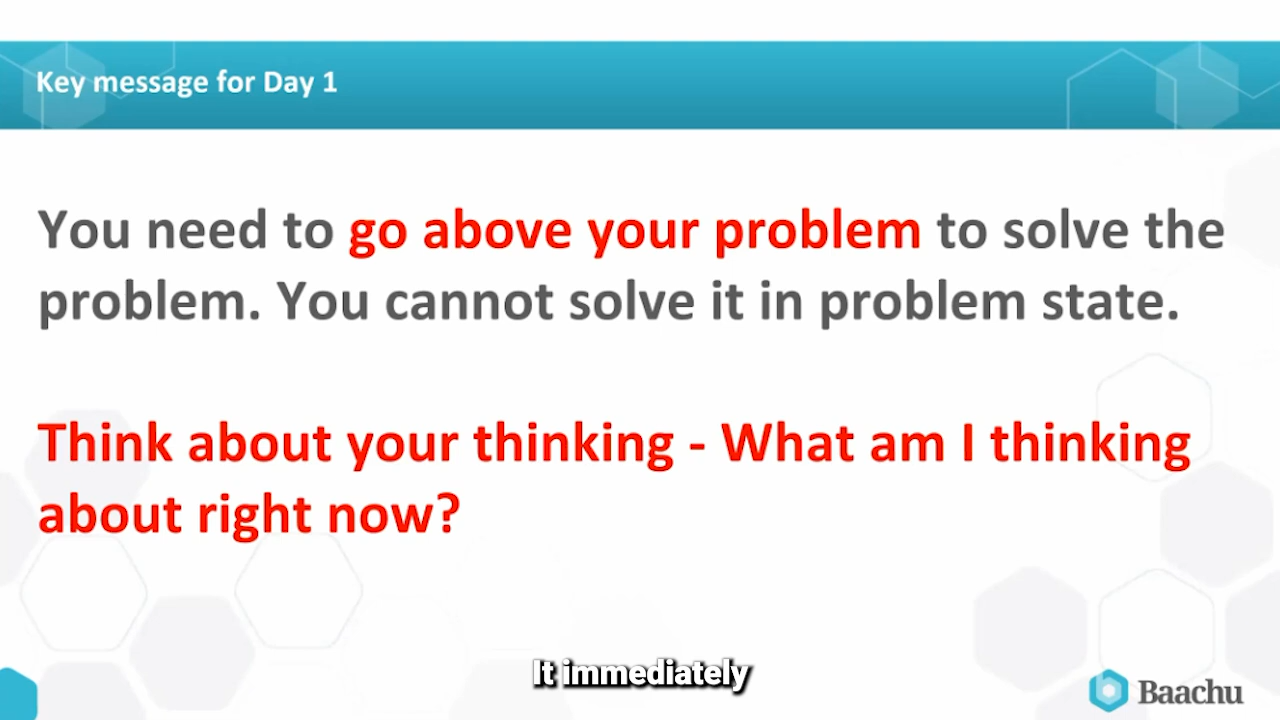 Key message for Day 1
You need to go above your problem to solve the
problem. You cannot solve it in problem state.
Think about your thinking - What am I thinking
about right now?
It immediately
Baachu